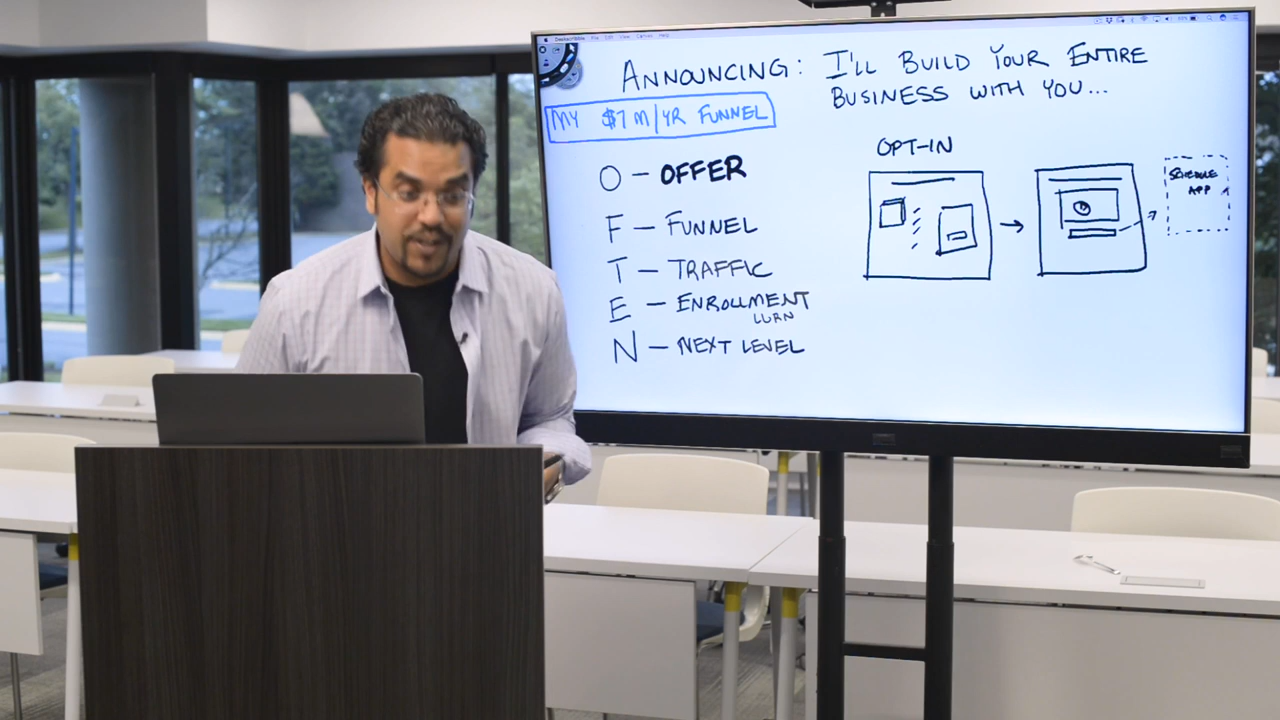 ANNOUNCING: I'LL BUILD YOUR ENTIRE
BUSINESS WITH YOU...
MY $7M/YR FUNNEL
O - OFFER
F - FUNNEL
T - TRAFFIC
E - ENROLLMENT
LURN
N - NEXT LEVEL
OPT-IN
SCHEDULE
APP